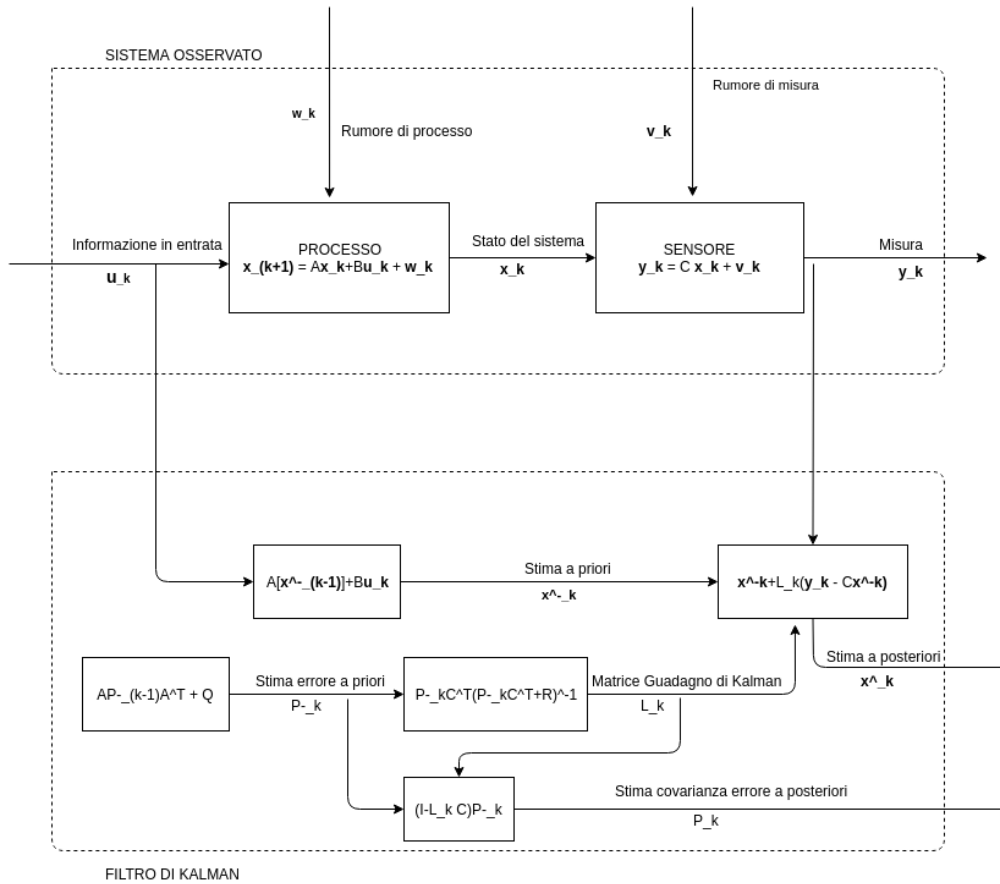 SISTEMA OSSERVATO
Rumore di misura
w_k
Rumore di processo
v_k
Informazione in entrata
u_k
PROCESSO
x_(k+1) = Ax_k+Bu_k + w_k
Stato del sistema
x_k
SENSORE
y_k = C x_k + v_k
Misura
y_k
A[x^-_(k-1)]+Bu_k
Stima a priori
x^-_k
x^-k+L_k(y_k - Cx^-k)
Stima a posteriori
x^_k
AP-_(k-1)A^T + Q
Stima errore a priori
P-_k
P-_kC^T(P-_kC^T+R)^-1
Matrice Guadagno di Kalman
L_k
(I-L_k C)P-_k
Stima covarianza errore a posteriori
P_k
FILTRO DI KALMAN